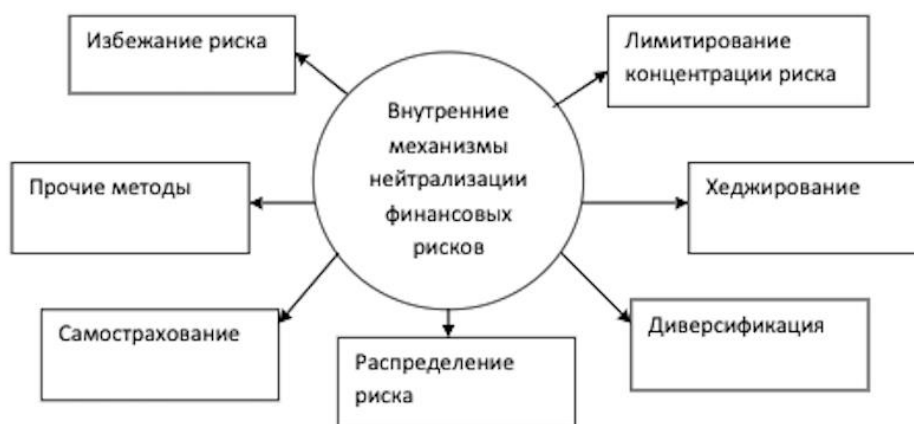 Избежание риска
Лимитирование
концентрации риска
Внутренние
механизмы
нейтрализации
финансовых
рисков
Прочие методы
Хеджирование
Самострахование
Диверсификация
Распределение
риска